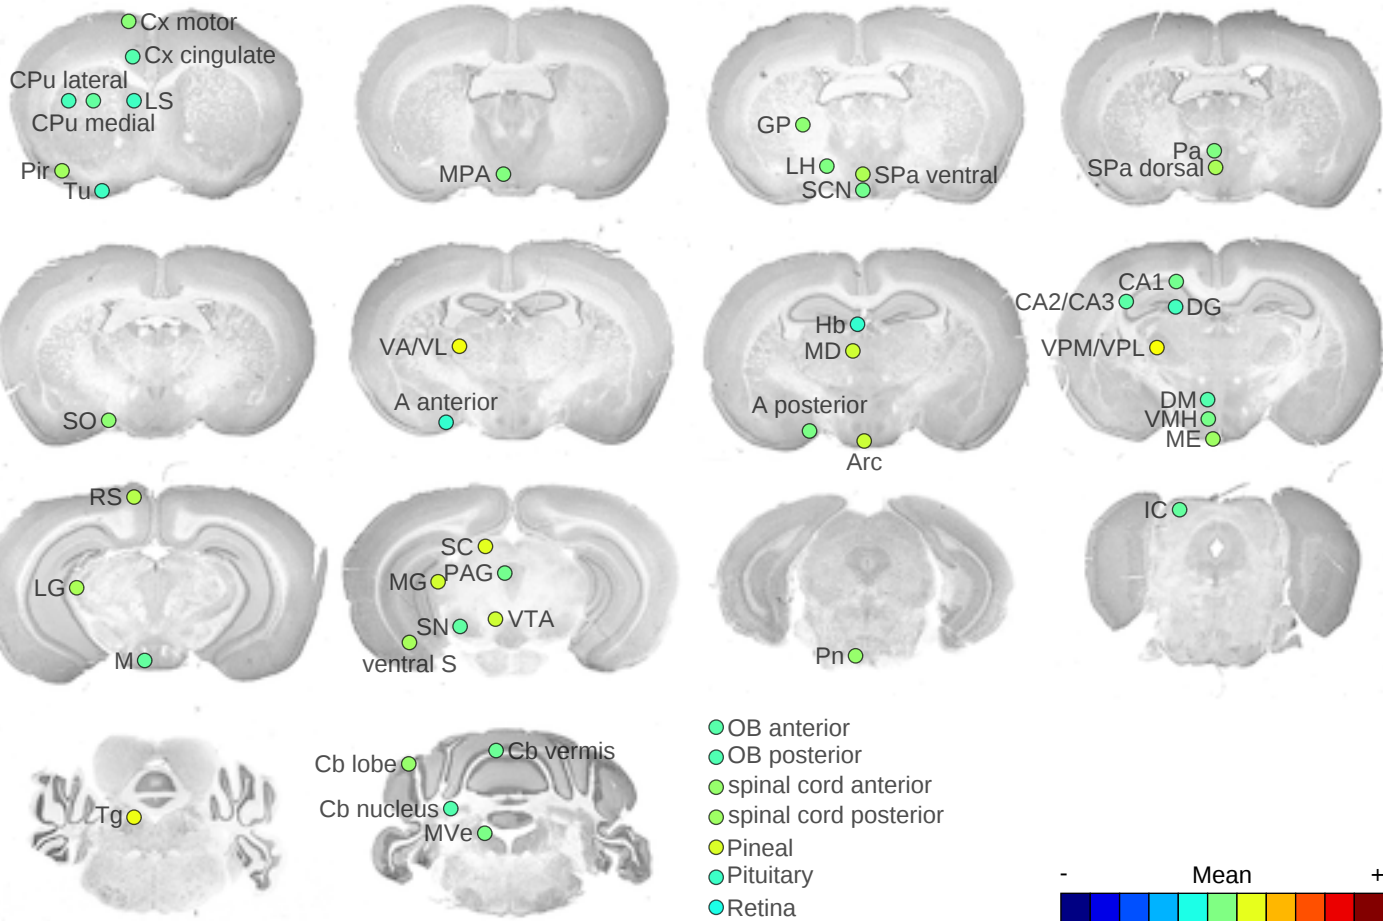 Cx motor
Cx cingulate
CPu lateral
LS
CPu medial
Pir
Tu
MPA
GP
LH
SPa ventral
SCN
Pa
SPa dorsal
SO
VA/VL
A anterior
Hb
MD
A posterior
Arc
CA1
CA2/CA3
DG
VPM/VPL
DM
VMH
ME
RS
LG
M
SC
MG
PAG
SN
VTA
ventral S
Pn
IC
Tg
Cb lobe
Cb vermis
Cb nucleus
MVe
OB anterior
OB posterior
spinal cord anterior
spinal cord posterior
Pineal
Pituitary
Retina
- Mean +